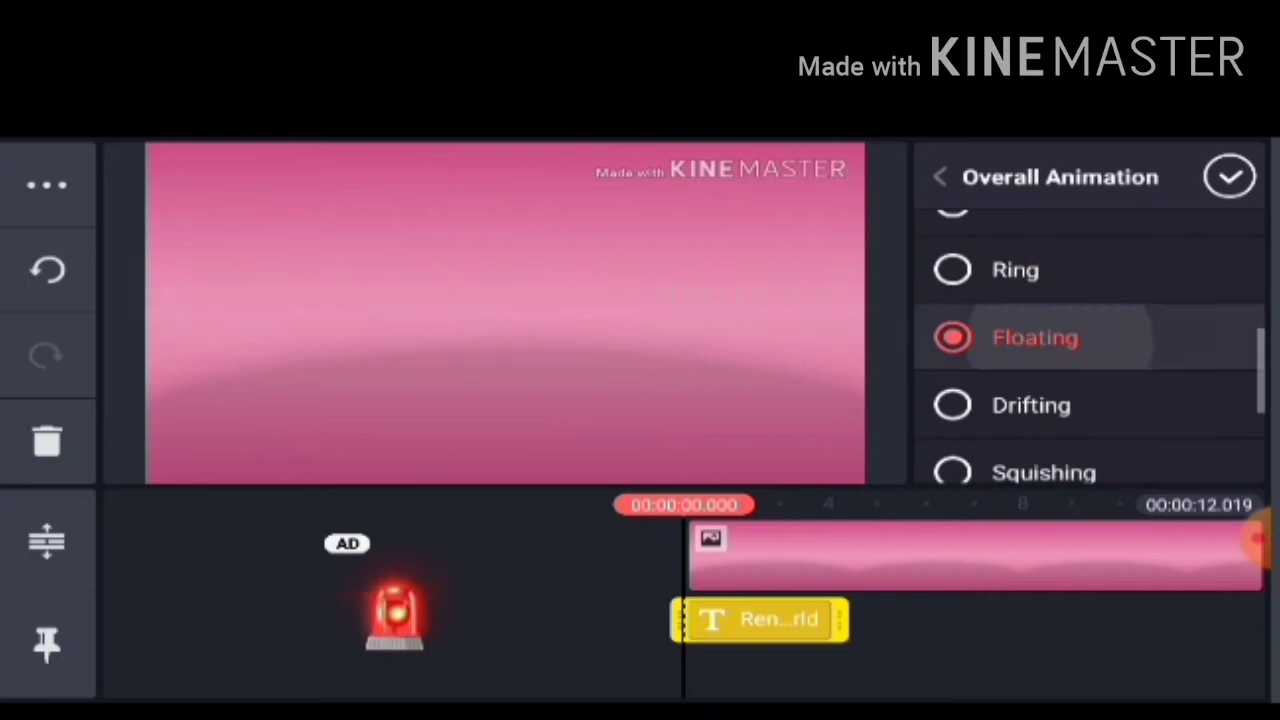 Made with KINEMASTER
Made with KINEMASTER
Overall Animation
Ring
Floating
Drifting
Squishing
00:00:00.000
4
8
00:00:12.019
AD
T Ren...rld